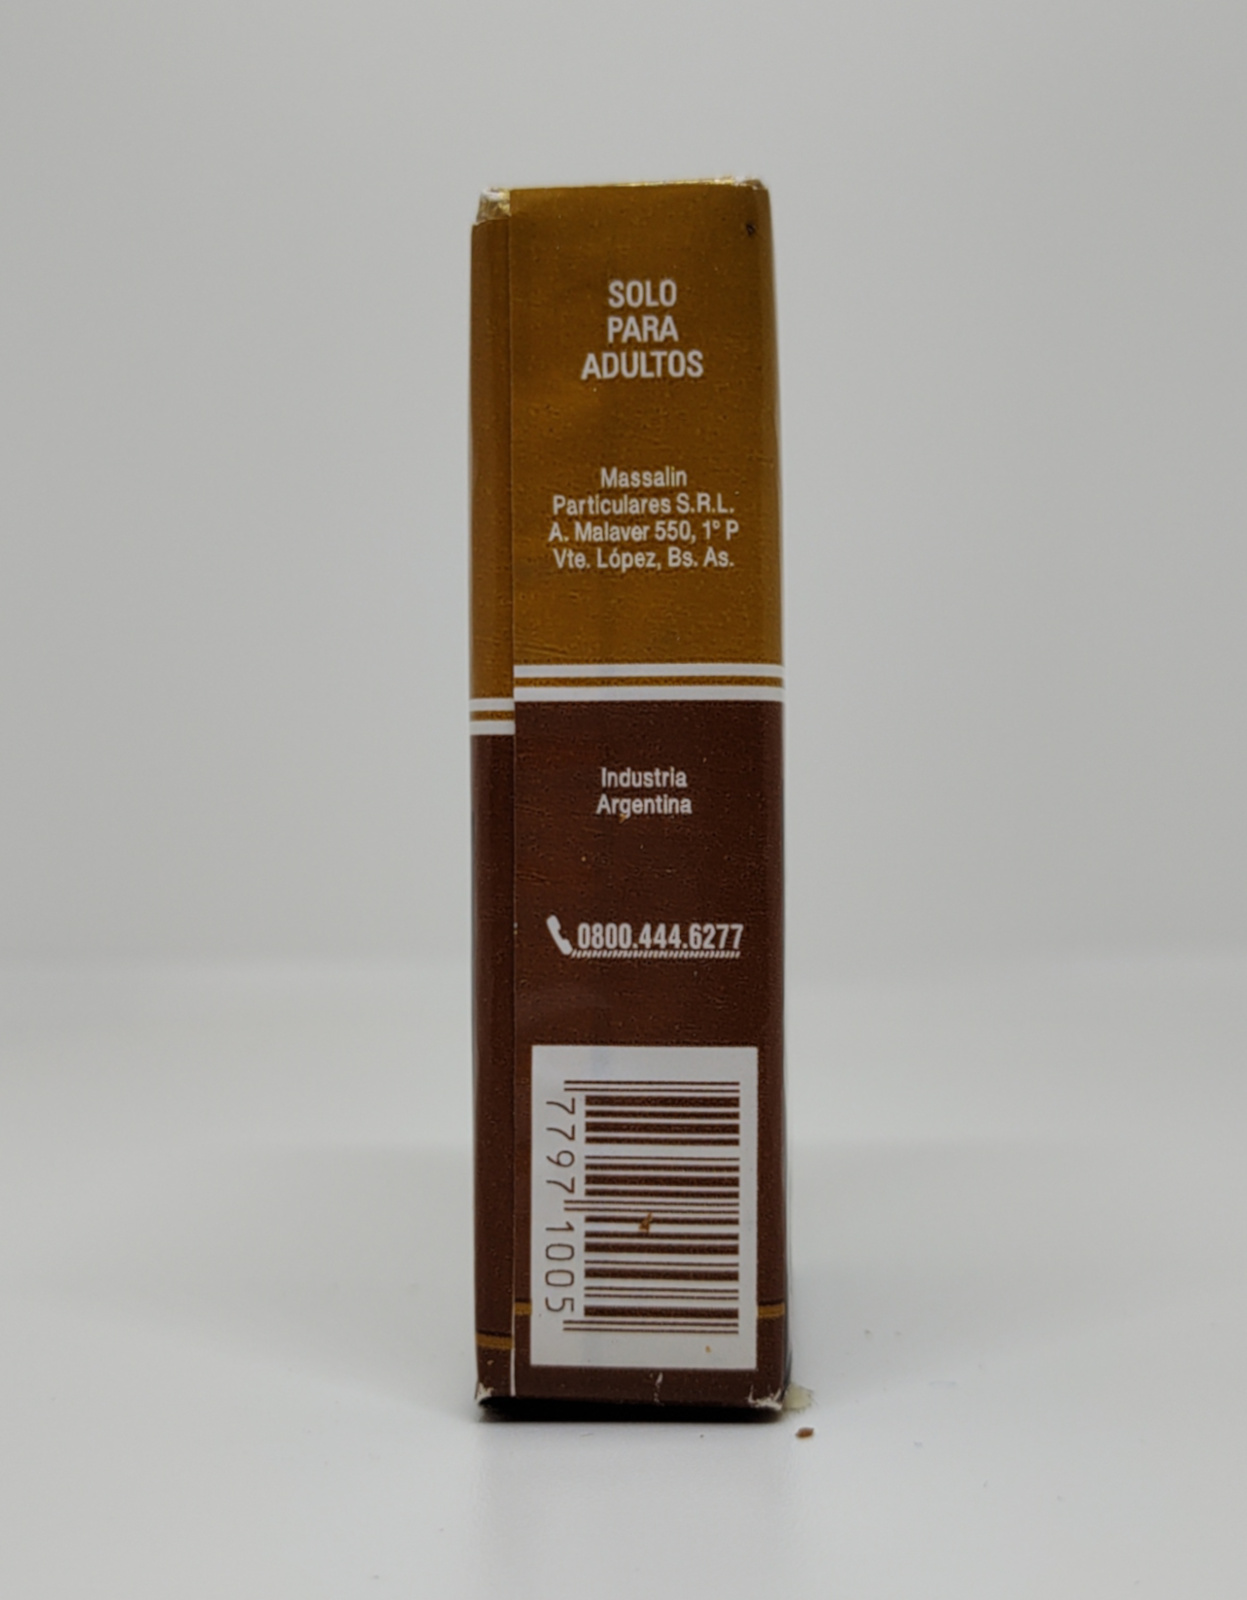 SOLO
PARA
ADULTOS
Massalin
Particulares S.R.L.
A. Malaver 550, 1° P
Vte. López, Bs. As.
Industria
Argentina
0800.444.6277
7797 1005